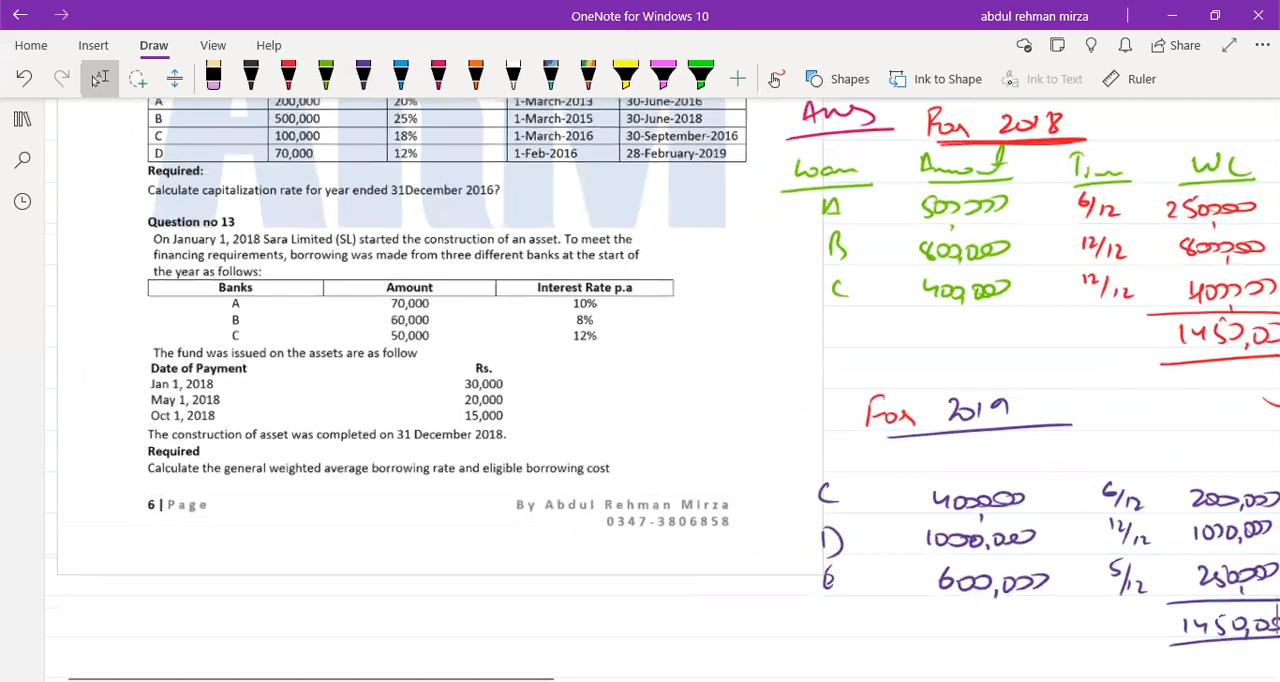 OneNote for Windows 10
abdul rehman mirza
Home Insert Draw View Help
Share
Shapes Ink to Shape Ink to Text Ruler
A 200,000 20% 1-March-2013 30-June-2016
B 500,000 25% 1-March-2015 30-June-2018
C 100,000 18% 1-March-2016 30-September-2016
D 70,000 12% 1-Feb-2016 28-February-2019
Required:
Calculate capitalization rate for year ended 31December 2016?
Question no 13
On January 1, 2018 Sara Limited (SL) started the construction of an asset. To meet the
financing requirements, borrowing was made from three different banks at the start of
the year as follows:
Banks Amount Interest Rate p.a
A 70,000 10%
B 60,000 8%
C 50,000 12%
The fund was issued on the assets are as follow
Date of Payment Rs.
Jan 1, 2018 30,000
May 1, 2018 20,000
Oct 1, 2018 15,000
The construction of asset was completed on 31 December 2018.
Required
Calculate the general weighted average borrowing rate and eligible borrowing cost
6 | Page By Abdul Rehman Mirza
0347-3806858
Ans For 2018
Loan Amount Time WL
A 500,000 6/12 250,000
B 800,000 12/12 800,000
C 400,000 12/12 400,000
1450,00
For 2019
C 400,000 6/12 200,000
D 1000,000 12/12 1000,000
E 600,000 5/12 250,000
1450,00